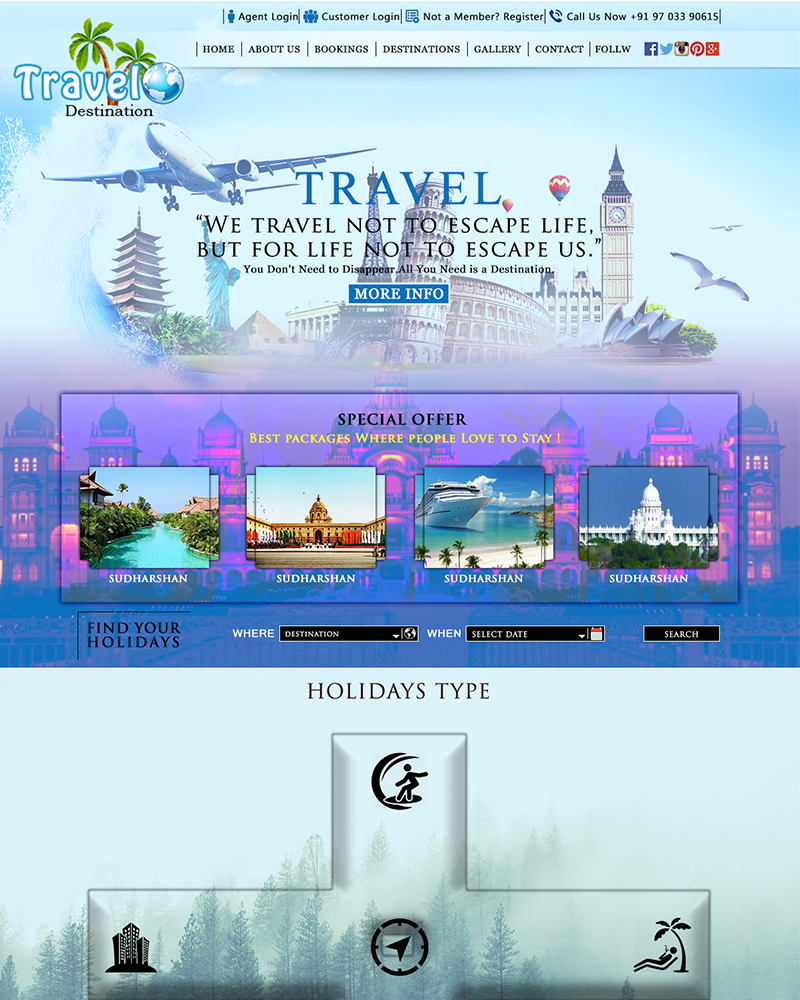 Agent Login Customer Login Not a Member? Register Call Us Now +91 97 033 90615
HOME ABOUT US BOOKINGS DESTINATIONS GALLERY CONTACT FOLLW
Travel
Destination
TRAVEL
“WE TRAVEL NOT TO ESCAPE LIFE,
BUT FOR LIFE NOT TO ESCAPE US.”
You Don't Need to Disappear.All You Need is a Destination.
MORE INFO
SPECIAL OFFER
BEST PACKAGES WHERE PEOPLE LOVE TO STAY !
SUDHARSHAN SUDHARSHAN SUDHARSHAN SUDHARSHAN
FIND YOUR
HOLIDAYS
WHERE DESTINATION WHEN SELECT DATE SEARCH
HOLIDAYS TYPE